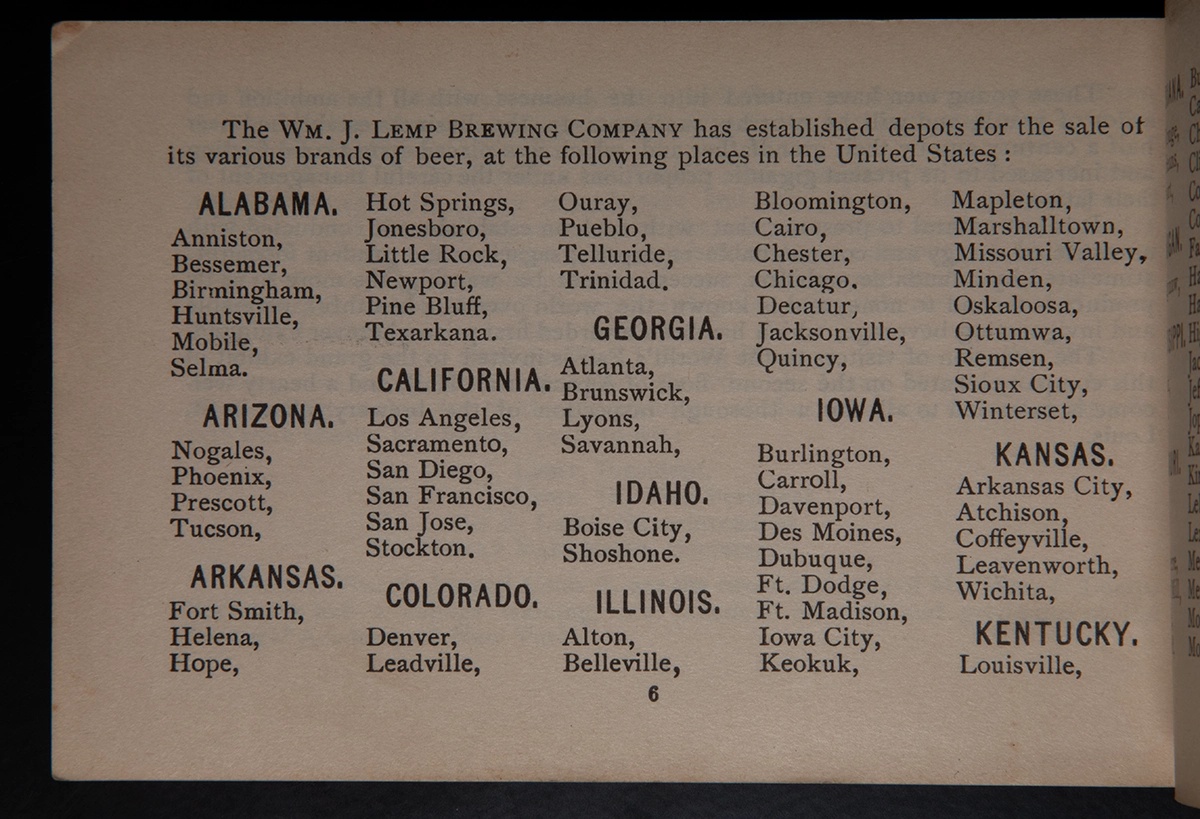 The WM. J. LEMP BREWING COMPANY has established depots for the sale of
its various brands of beer, at the following places in the United States :
ALABAMA.
Anniston,
Bessemer,
Birmingham,
Huntsville,
Mobile,
Selma.
ARIZONA.
Nogales,
Phoenix,
Prescott,
Tucson,
ARKANSAS.
Fort Smith,
Helena,
Hope,
Hot Springs,
Jonesboro,
Little Rock,
Newport,
Pine Bluff,
Texarkana.
CALIFORNIA.
Los Angeles,
Sacramento,
San Diego,
San Francisco,
San Jose,
Stockton.
COLORADO.
Denver,
Leadville,
Ouray,
Pueblo,
Telluride,
Trinidad.
GEORGIA.
Atlanta,
Brunswick,
Lyons,
Savannah,
IDAHO.
Boise City,
Shoshone.
ILLINOIS.
Alton,
Belleville,
Bloomington,
Cairo,
Chester,
Chicago.
Decatur,
Jacksonville,
Quincy,
IOWA.
Burlington,
Carroll,
Davenport,
Des Moines,
Dubuque,
Ft. Dodge,
Ft. Madison,
Iowa City,
Keokuk,
Mapleton,
Marshalltown,
Missouri Valley,
Minden,
Oskaloosa,
Ottumwa,
Remsen,
Sioux City,
Winterset,
KANSAS.
Arkansas City,
Atchison,
Coffeyville,
Leavenworth,
Wichita,
KENTUCKY.
Louisville,
6